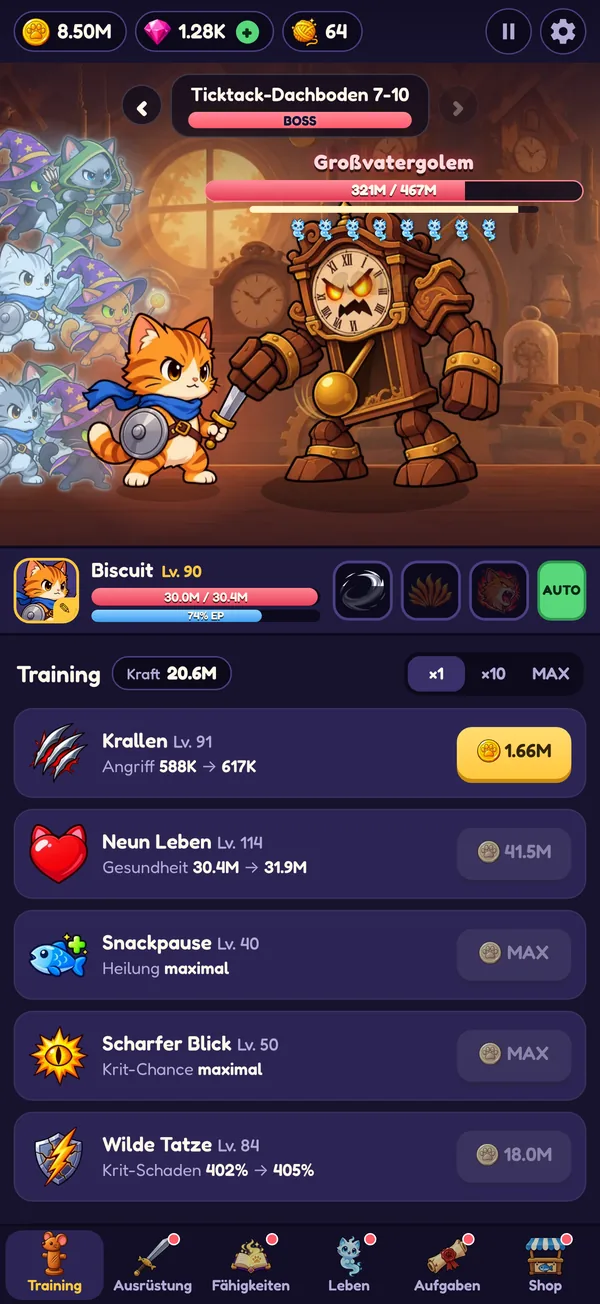 8.50M
1.28K
64
Ticktack-Dachboden 7-10
BOSS
Großvatergolem
321M / 467M
Biscuit Lv. 90
30.0M / 30.4M
74% EP
AUTO
Training
Kraft 20.6M
x1
x10
MAX
Krallen Lv. 91
Angriff 588K → 617K
1.66M
Neun Leben Lv. 114
Gesundheit 30.4M → 31.9M
41.5M
Snackpause Lv. 40
Heilung maximal
MAX
Scharfer Blick Lv. 50
Krit-Chance maximal
MAX
Wilde Tatze Lv. 84
Krit-Schaden 402% → 405%
18.0M
Training
Ausrüstung
Fähigkeiten
Leben
Aufgaben
Shop